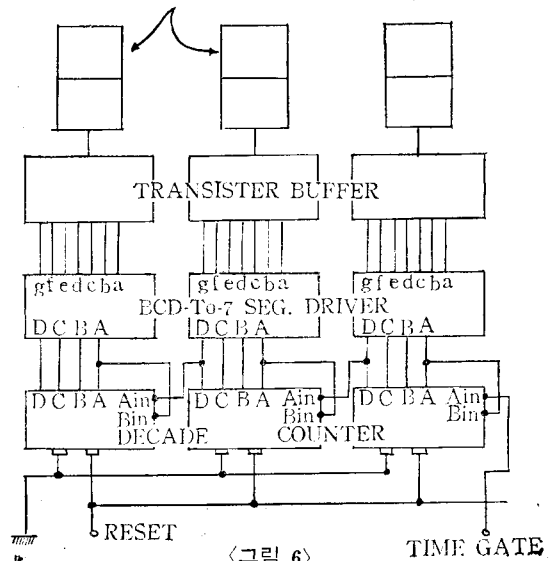 TRANSISTER BUFFER
gfedcba gfedcba gfedcba
BCD-To-7 SEG. DRIVER
DCBA DCBA DCBA
DCBA Ain DCBA Ain DCBA Ain
Bin Bin Bin
DECADE COUNTER
RESET
TIME GATE
〈그림 6〉